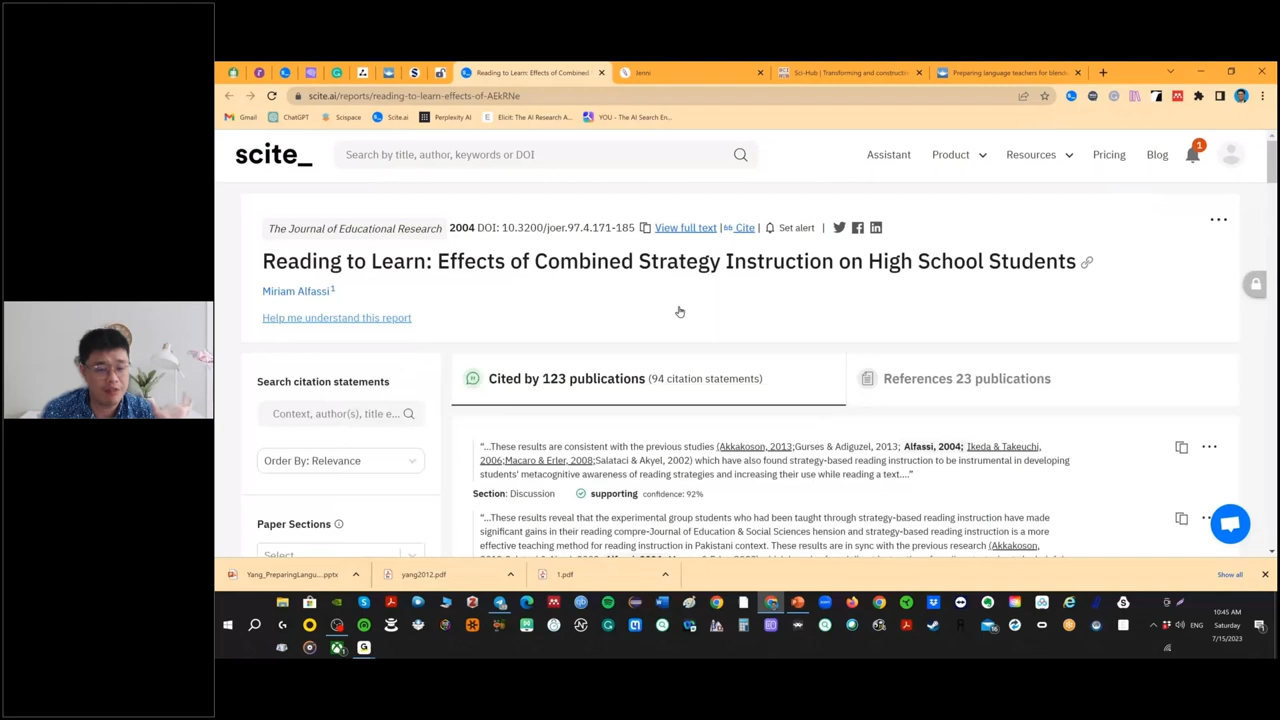 Reading to Learn: Effects of Combined
Jenni
Sci-Hub | Transforming and constructi
Preparing language teachers for blend
scite.ai/reports/reading-to-learn-effects-of-AEkRNe
Gmail
ChatGPT
Scispace
Scite.ai
Perplexity AI
Elicit: The AI Research A...
YOU - The AI Search En...
scite_
Search by title, author, keywords or DOI
Assistant
Product
Resources
Pricing
Blog
1
The Journal of Educational Research 2004 DOI: 10.3200/joer.97.4.171-185 View full text | Cite | Set alert |
Reading to Learn: Effects of Combined Strategy Instruction on High School Students
Miriam Alfassi 1
Help me understand this report
Search citation statements
Context, author(s), title e...
Order By: Relevance
Paper Sections
Select...
Cited by 123 publications (94 citation statements)
References 23 publications
“...These results are consistent with the previous studies (Akkakoson, 2013;Gurses & Adiguzel, 2013; Alfassi, 2004; Ikeda & Takeuchi,
2006;Macaro & Erler, 2008;Salataci & Akyel, 2002) which have also found strategy-based reading instruction to be instrumental in developing
students' metacognitive awareness of reading strategies and increasing their use while reading a text....”
Section: Discussion supporting confidence: 92%
“...These results reveal that the experimental group students who had been taught through strategy-based reading instruction have made
significant gains in their reading compre-Journal of Education & Social Sciences hension and strategy-based reading instruction is a more
effective teaching method for reading instruction in Pakistani context. These results are in sync with the previous research (Akkakoson,
Yang_PreparingLangu....pptx
yang2012.pdf
1.pdf
Show all
ENG
10:45 AM
Saturday
7/15/2023